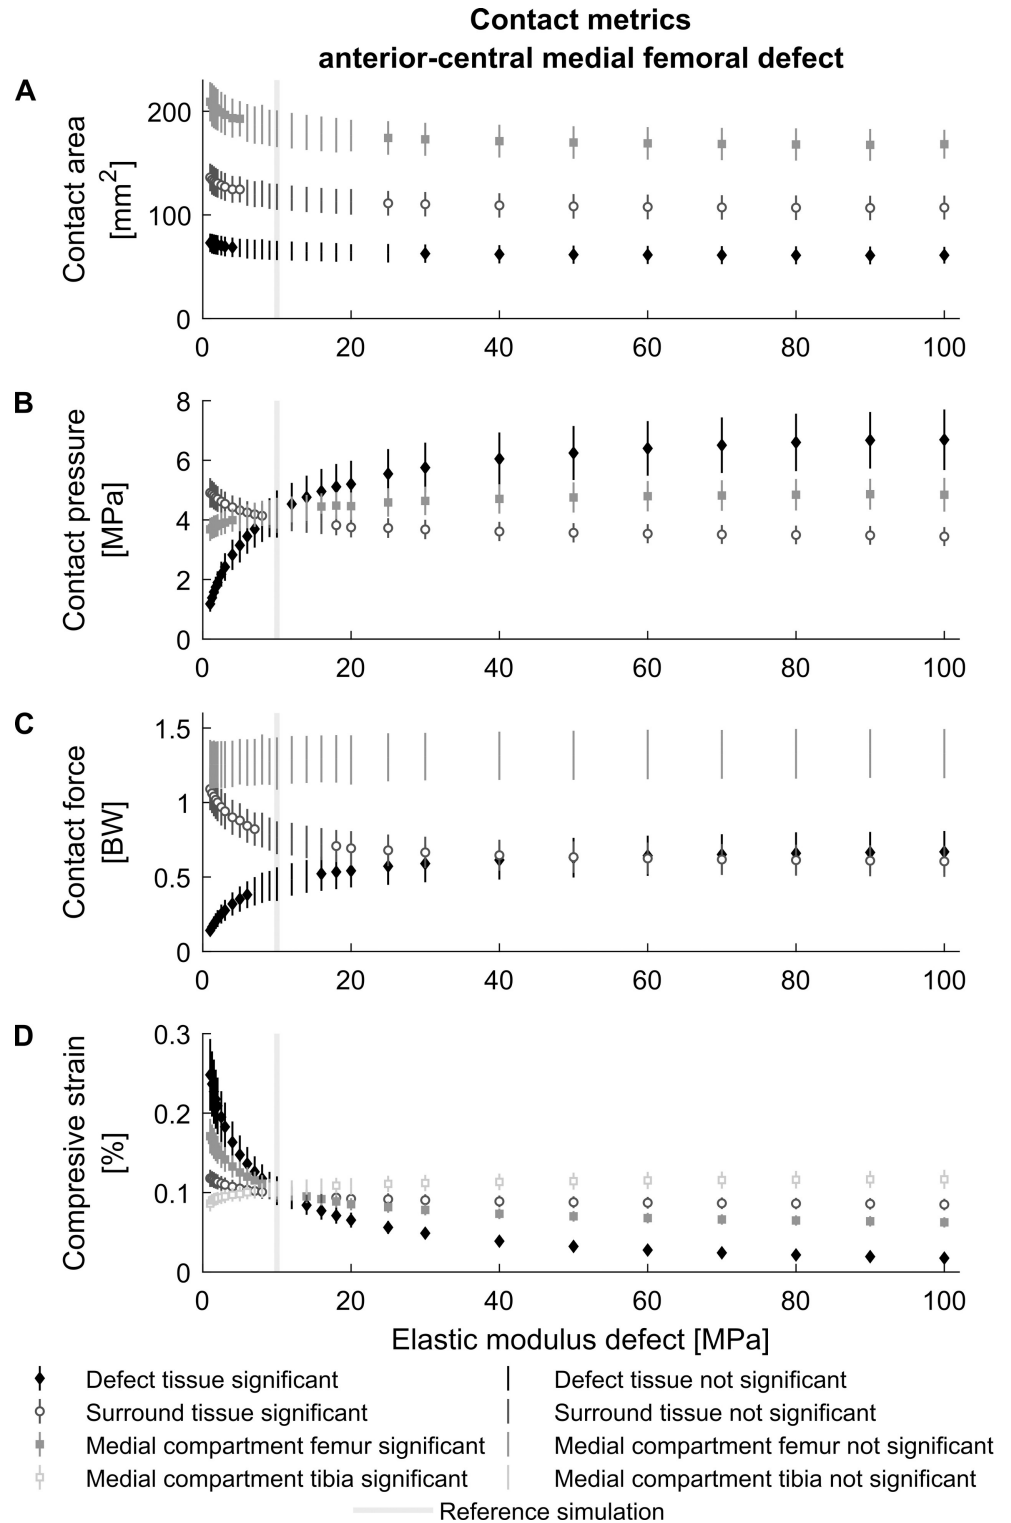 Contact metrics
anterior-central medial femoral defect
A
Contact area
[mm2]
200
100
0
0 20 40 60 80 100
B
Contact pressure
[MPa]
8
6
4
2
0
0 20 40 60 80 100
C
Contact force
[BW]
1.5
1
0.5
0
0 20 40 60 80 100
D
Compresive strain
[%]
0.3
0.2
0.1
0
0 20 40 60 80 100
Elastic modulus defect [MPa]
Defect tissue significant
Defect tissue not significant
Surround tissue significant
Surround tissue not significant
Medial compartment femur significant
Medial compartment femur not significant
Medial compartment tibia significant
Medial compartment tibia not significant
Reference simulation